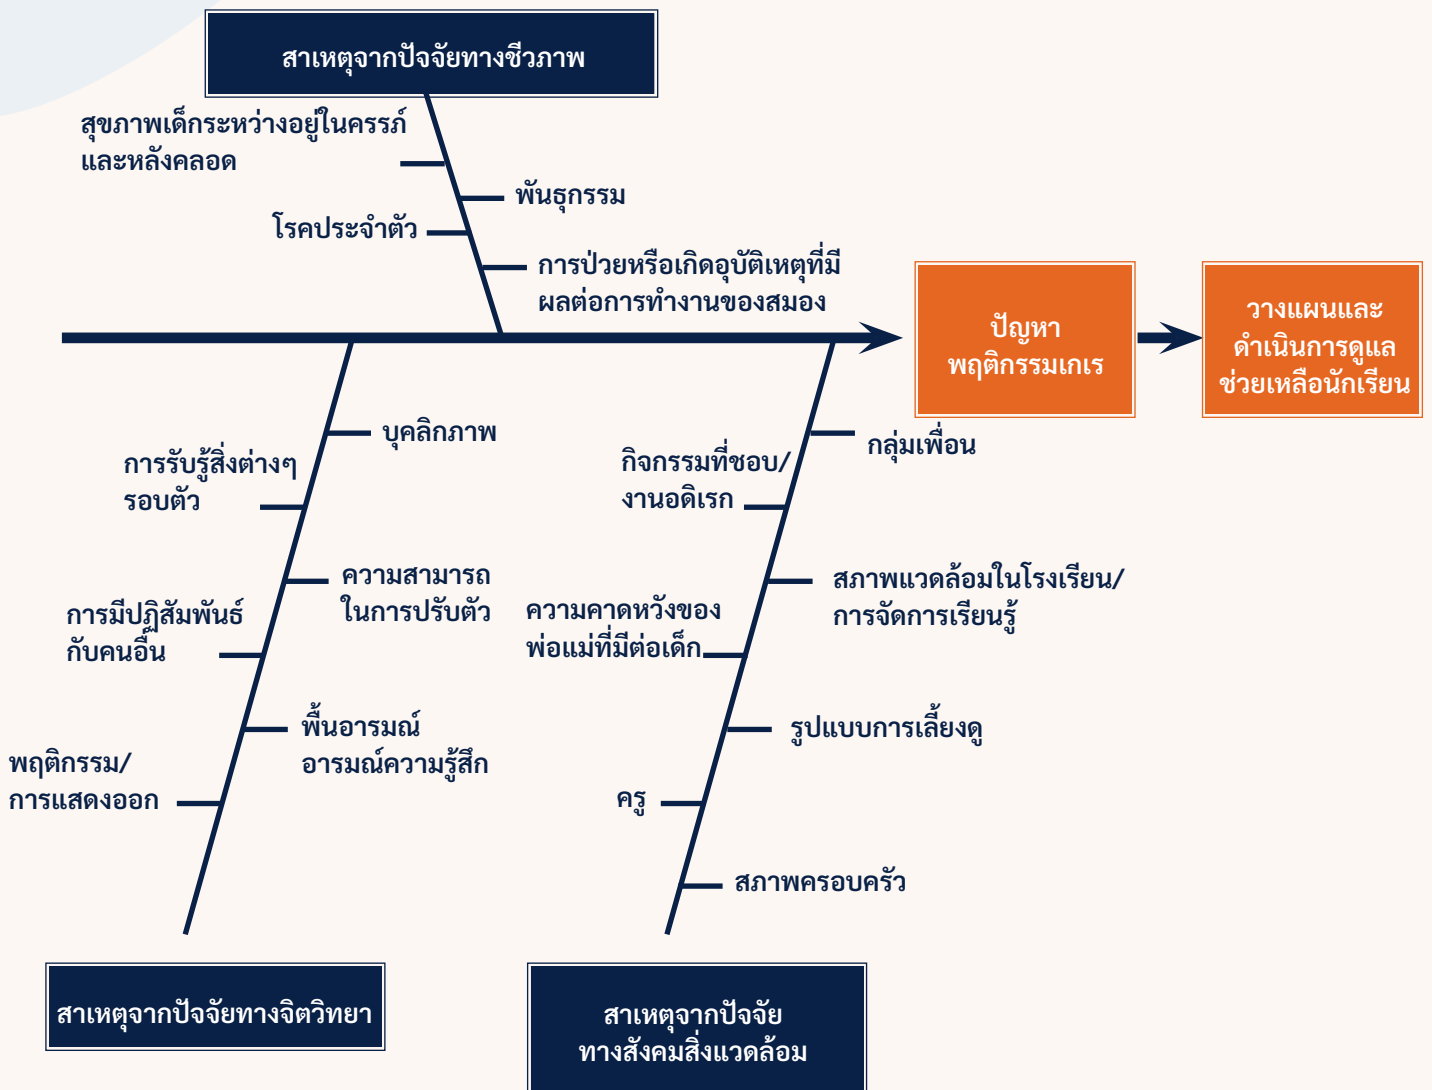 สาเหตุจากปัจจัยทางชีวภาพ
สุขภาพเด็กระหว่างอยู่ในครรภ์
และหลังคลอด
พันธุกรรม
โรคประจำตัว
การป่วยหรือเกิดอุบัติเหตุที่มี
ผลต่อการทำงานของสมอง
ปัญหา
พฤติกรรมเกเร
วางแผนและ
ดำเนินการดูแล
ช่วยเหลือนักเรียน
บุคลิกภาพ
การรับรู้สิ่งต่างๆ
รอบตัว
ความสามารถ
ในการปรับตัว
การมีปฏิสัมพันธ์
กับคนอื่น
พื้นอารมณ์
อารมณ์ความรู้สึก
พฤติกรรม/
การแสดงออก
สาเหตุจากปัจจัยทางจิตวิทยา
กลุ่มเพื่อน
กิจกรรมที่ชอบ/
งานอดิเรก
สภาพแวดล้อมในโรงเรียน/
การจัดการเรียนรู้
ความคาดหวังของ
พ่อแม่ที่มีต่อเด็ก
รูปแบบการเลี้ยงดู
ครู
สภาพครอบครัว
สาเหตุจากปัจจัย
ทางสังคมสิ่งแวดล้อม